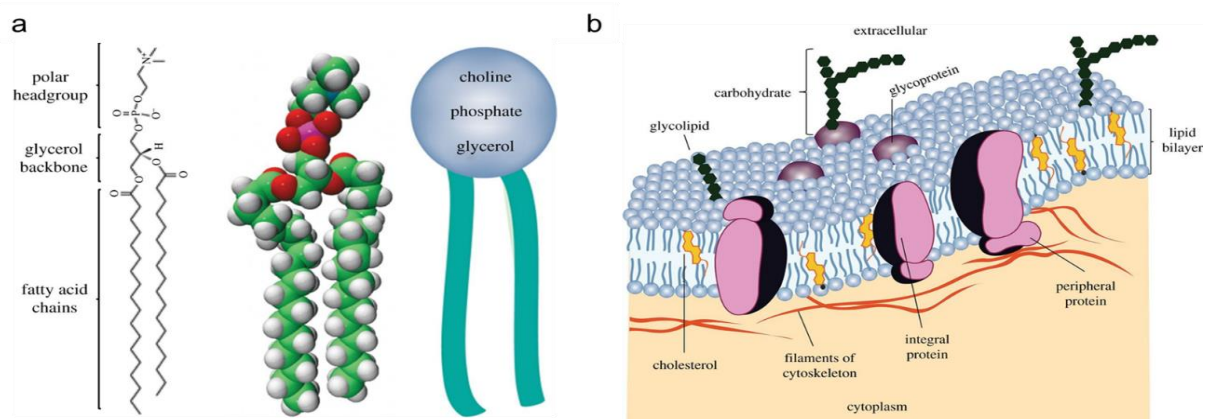 a
polar
headgroup
glycerol
backbone
fatty acid
chains
N+
O
P
O-
O
O
H
O
O
O
O
choline
phosphate
glycerol
b
extracellular
carbohydrate
glycoprotein
glycolipid
lipid
bilayer
peripheral
protein
integral
protein
filaments of
cytoskeleton
cholesterol
cytoplasm